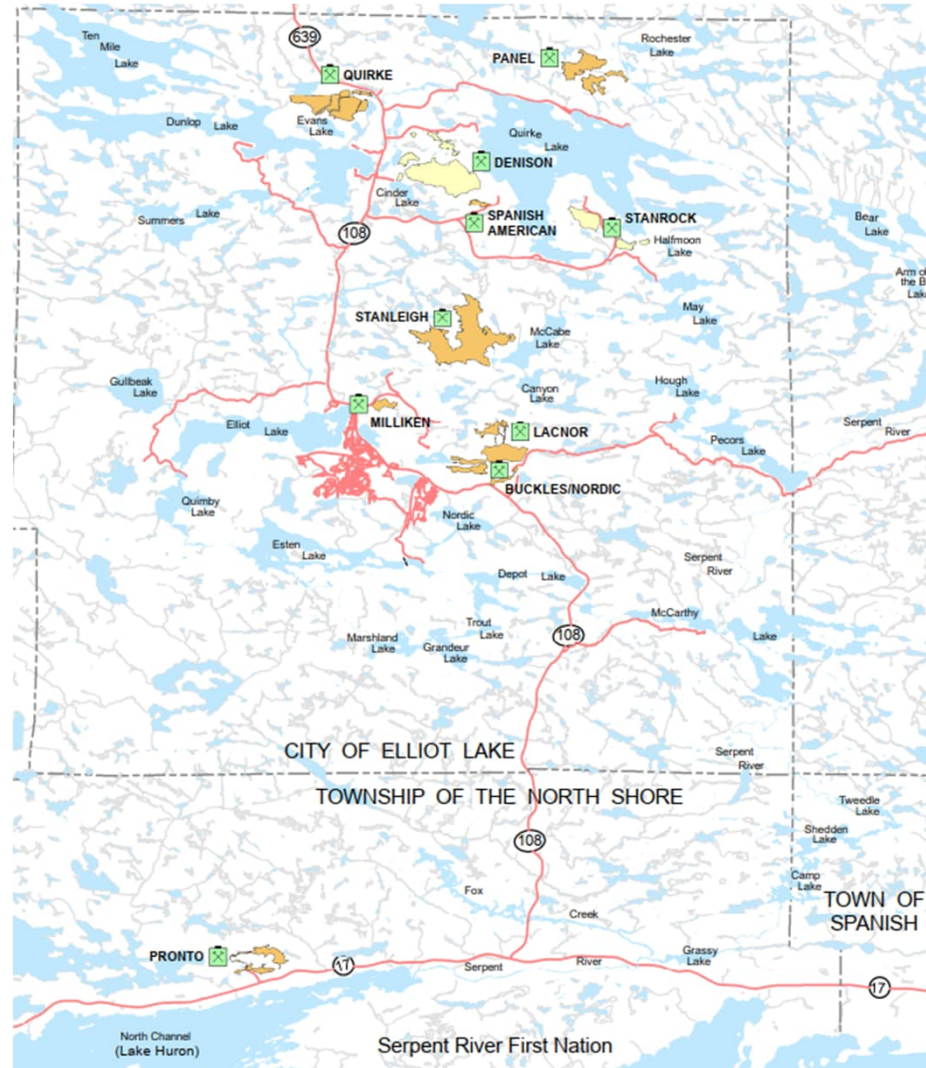 639
Ten
Mile
Lake
QUIRKE
PANEL
Rochester
Lake
Dunlop Lake
Evans
Lake
Quirke
Lake
DENISON
Cinder
Lake
Summers Lake
SPANISH
AMERICAN
STANROCK
Halfmoon
Lake
Bear
Lake
108
Arm of
the B
Lake
STANLEIGH
May
Lake
McCabe
Lake
Gullbeak
Lake
Canyon
Lake
Hough
Lake
MILLIKEN
Elliot Lake
LACNOR
Serpent
River
Pecors
Lake
BUCKLES/NORDIC
Quimby
Lake
Nordic
Lake
Esten
Lake
Serpent
River
Depot Lake
McCarthy
Lake
Trout
Lake
Marshland
Lake
Grandeur
Lake
108
CITY OF ELLIOT LAKE
Serpent
River
TOWNSHIP OF THE NORTH SHORE
Tweedle
Lake
Shedden
Lake
108
Camp
Lake
Fox
Creek
TOWN OF
SPANISH
PRONTO
17
Serpent River
Grassy
Lake
17
North Channel
(Lake Huron)
Serpent River First Nation